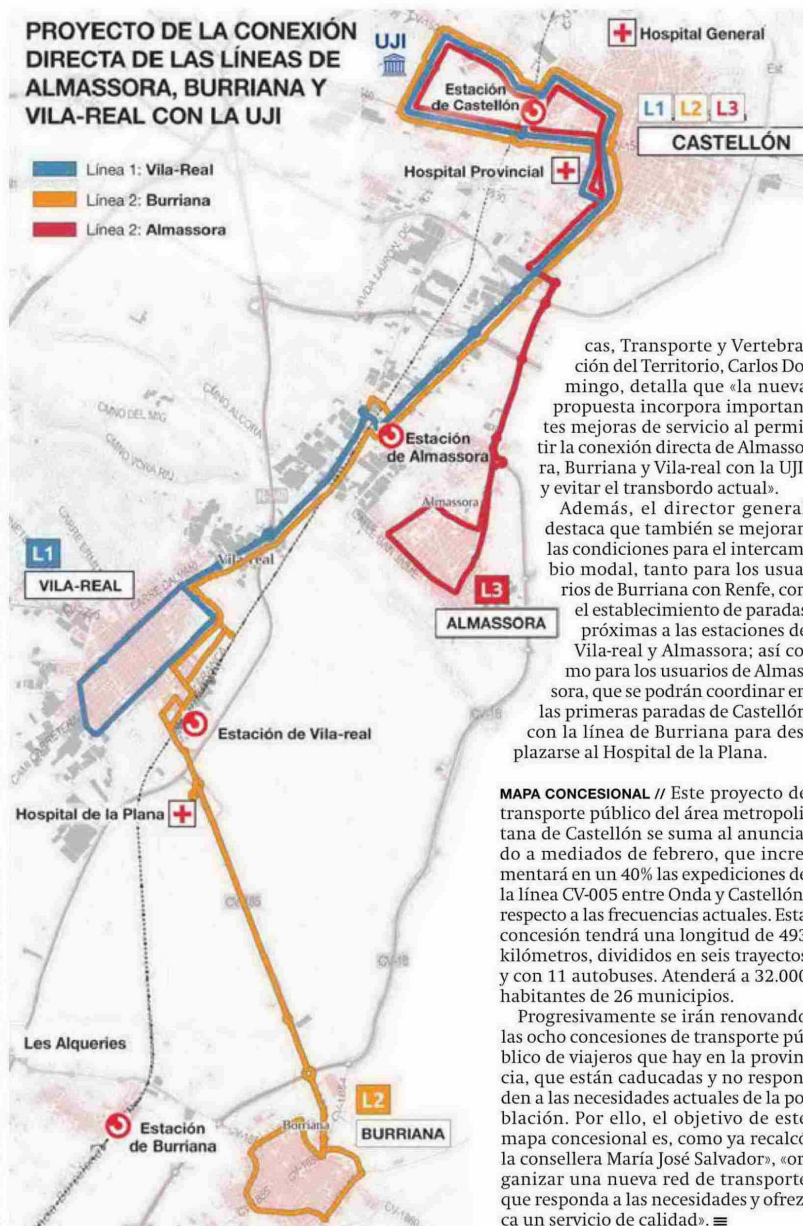 PROYECTO DE LA CONEXIÓN
DIRECTA DE LAS LÍNEAS DE
ALMASSORA, BURRIANA Y
VILA-REAL CON LA UJI
Línea 1: Vila-Real
Línea 2: Burriana
Línea 2: Almassora
UJI
Hospital General
Estación
de Castellón
L1 L2 L3
CASTELLÓN
Hospital Provincial
Estación
de Almassora
Almassora
L3
ALMASSORA
L1
VILA-REAL
Vila-real
CMNO DEL MIG
CMNO ALCORA
Estación de Vila-real
Hospital de la Plana
CV-185
CV-18
CV-18
Les Alqueries
Estación
de Burriana
L2
BURRIANA
Borriana
cas, Transporte y Vertebra
ción del Territorio, Carlos Do
mingo, detalla que «la nueva
propuesta incorpora importan
tes mejoras de servicio al permi
tir la conexión directa de Almasso
ra, Burriana y Vila-real con la UJI
y evitar el transbordo actual».
Además, el director general
destaca que también se mejoran
las condiciones para el intercam
bio modal, tanto para los usua
rios de Burriana con Renfe, con
el establecimiento de paradas
próximas a las estaciones de
Vila-real y Almassora; así co
mo para los usuarios de Almas
sora, que se podrán coordinar en
las primeras paradas de Castellón
con la línea de Burriana para des
plazarse al Hospital de la Plana.
MAPA CONCESIONAL // Este proyecto de
transporte público del área metropoli
tana de Castellón se suma al anuncia
do a mediados de febrero, que incre
mentará en un 40% las expediciones de
la línea CV-005 entre Onda y Castellón
respecto a las frecuencias actuales. Esta
concesión tendrá una longitud de 493
kilómetros, divididos en seis trayectos
y con 11 autobuses. Atenderá a 32.000
habitantes de 26 municipios.
Progresivamente se irán renovando
las ocho concesiones de transporte pú
blico de viajeros que hay en la provin
cia, que están caducadas y no respon
den a las necesidades actuales de la po
blación. Por ello, el objetivo de este
mapa concesional es, como ya recalcó
la consellera María José Salvador», «or
ganizar una nueva red de transporte
que responda a las necesidades y ofrez
ca un servicio de calidad».